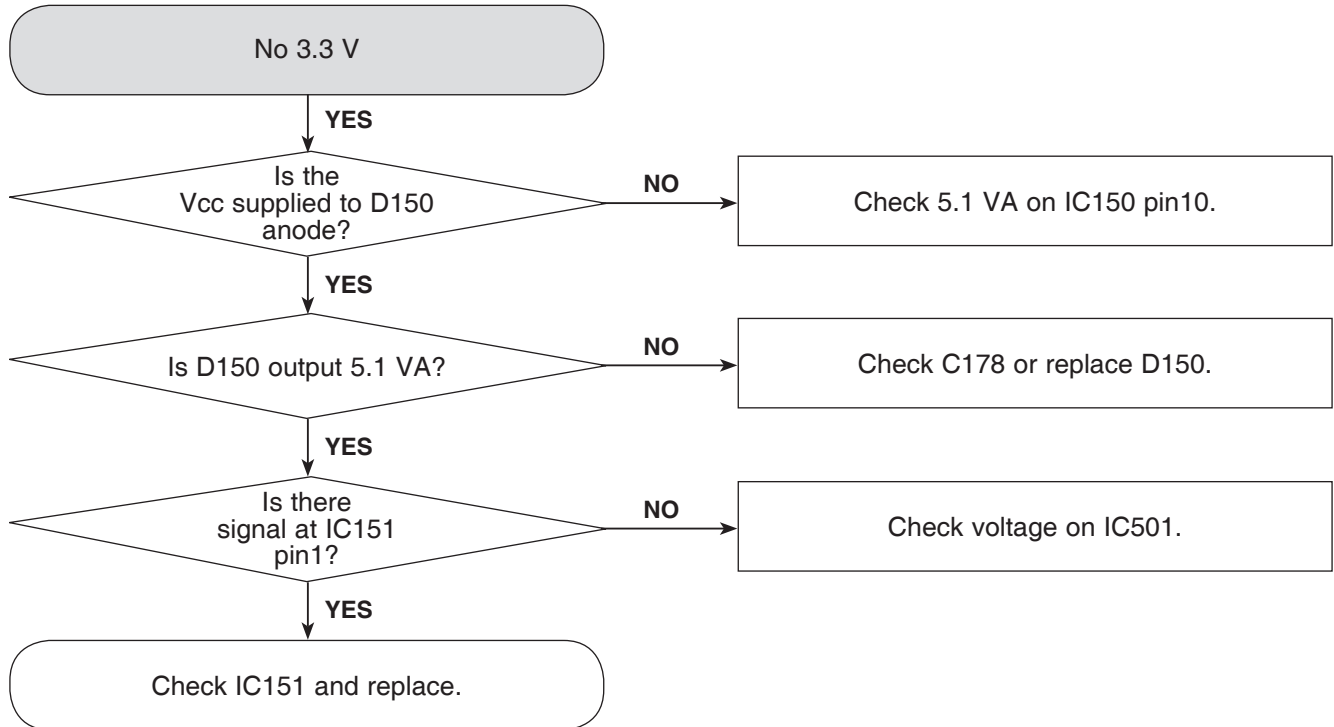 No 3.3 V
YES
Is the
Vcc supplied to D150
anode?
NO
Check 5.1 VA on IC150 pin10.
YES
Is D150 output 5.1 VA?
NO
Check C178 or replace D150.
YES
Is there
signal at IC151
pin1?
NO
Check voltage on IC501.
YES
Check IC151 and replace.